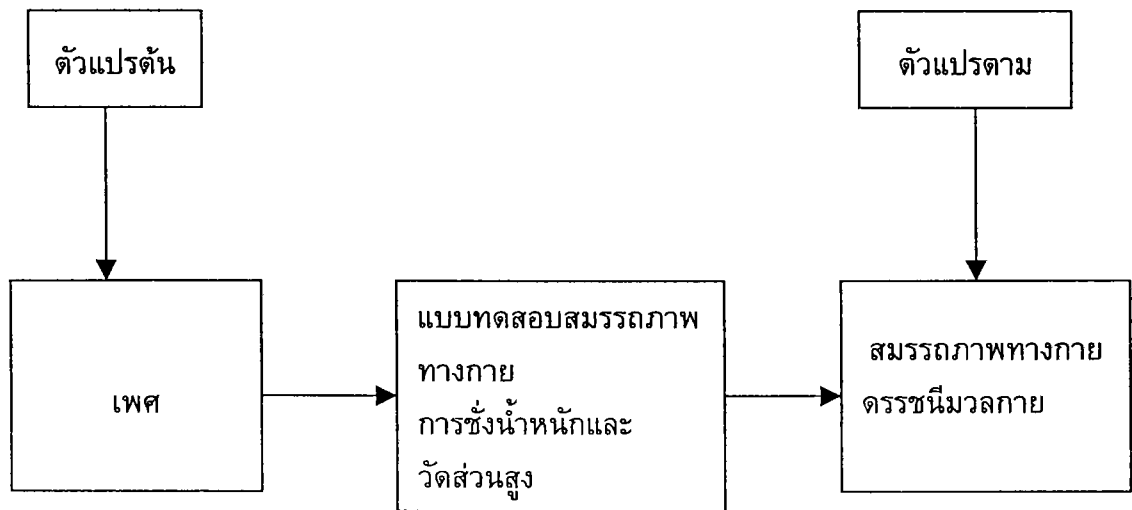 ตัวแปรต้น
ตัวแปรตาม
เพศ
แบบทดสอบสมรรถภาพ
ทางกาย
การชั่งน้ำหนักและ
วัดส่วนสูง
สมรรถภาพทางกาย
ดรรชนีมวลกาย